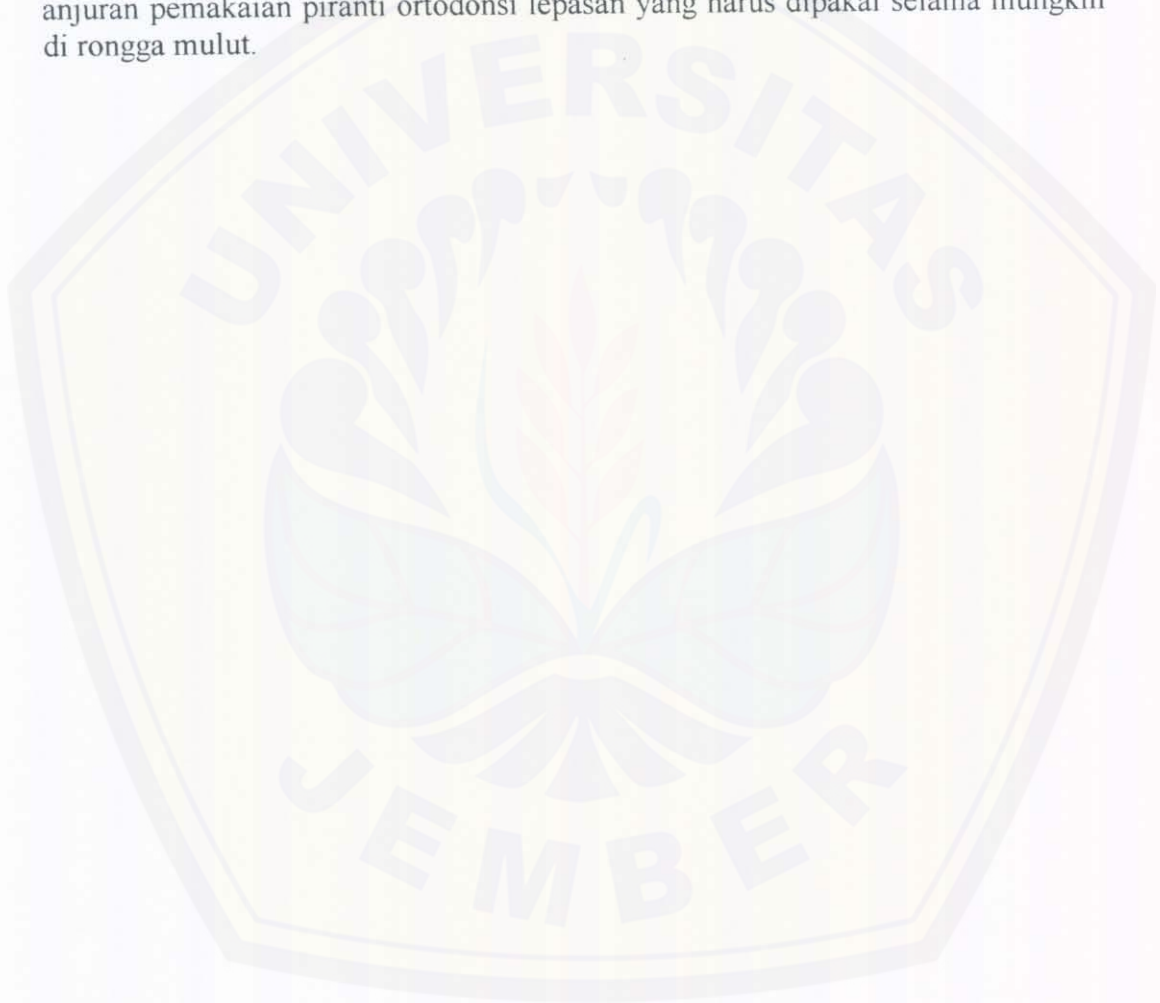 anjuran pemakaian piranti ortodonsi lepasan yang harus dipakai selama mungkin
di rongga mulut.
UNIVERSITAS
JEMBER